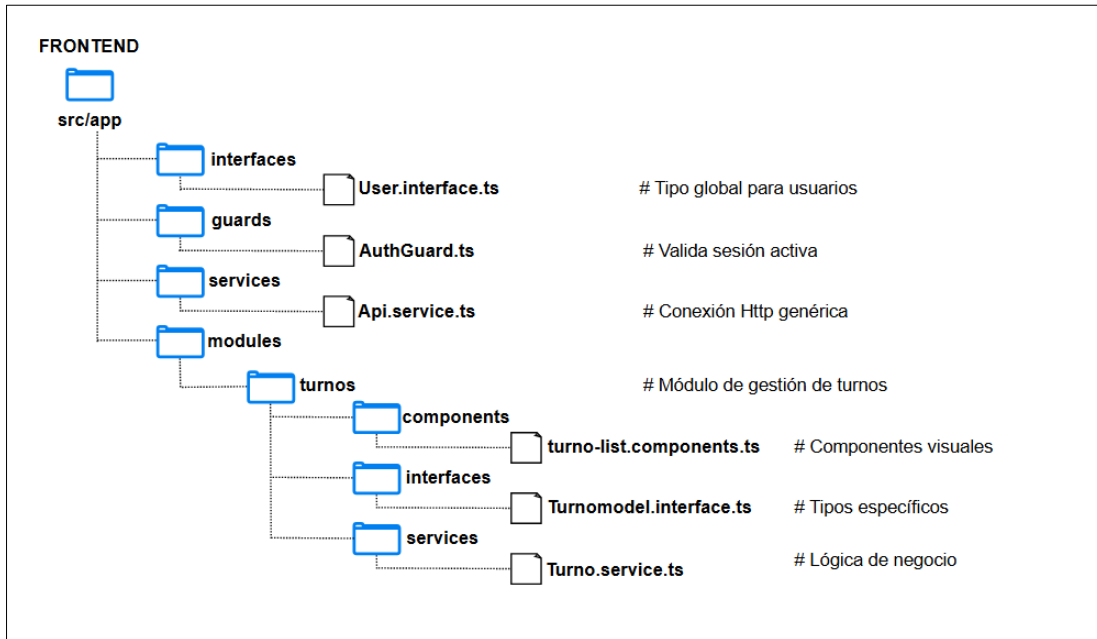 FRONTEND
src/app
interfaces
User.interface.ts # Tipo global para usuarios
guards
AuthGuard.ts # Valida sesión activa
services
Api.service.ts # Conexión Http genérica
modules
turnos # Módulo de gestión de turnos
components
turno-list.components.ts # Componentes visuales
interfaces
Turnomodel.interface.ts # Tipos específicos
services
Turno.service.ts # Lógica de negocio